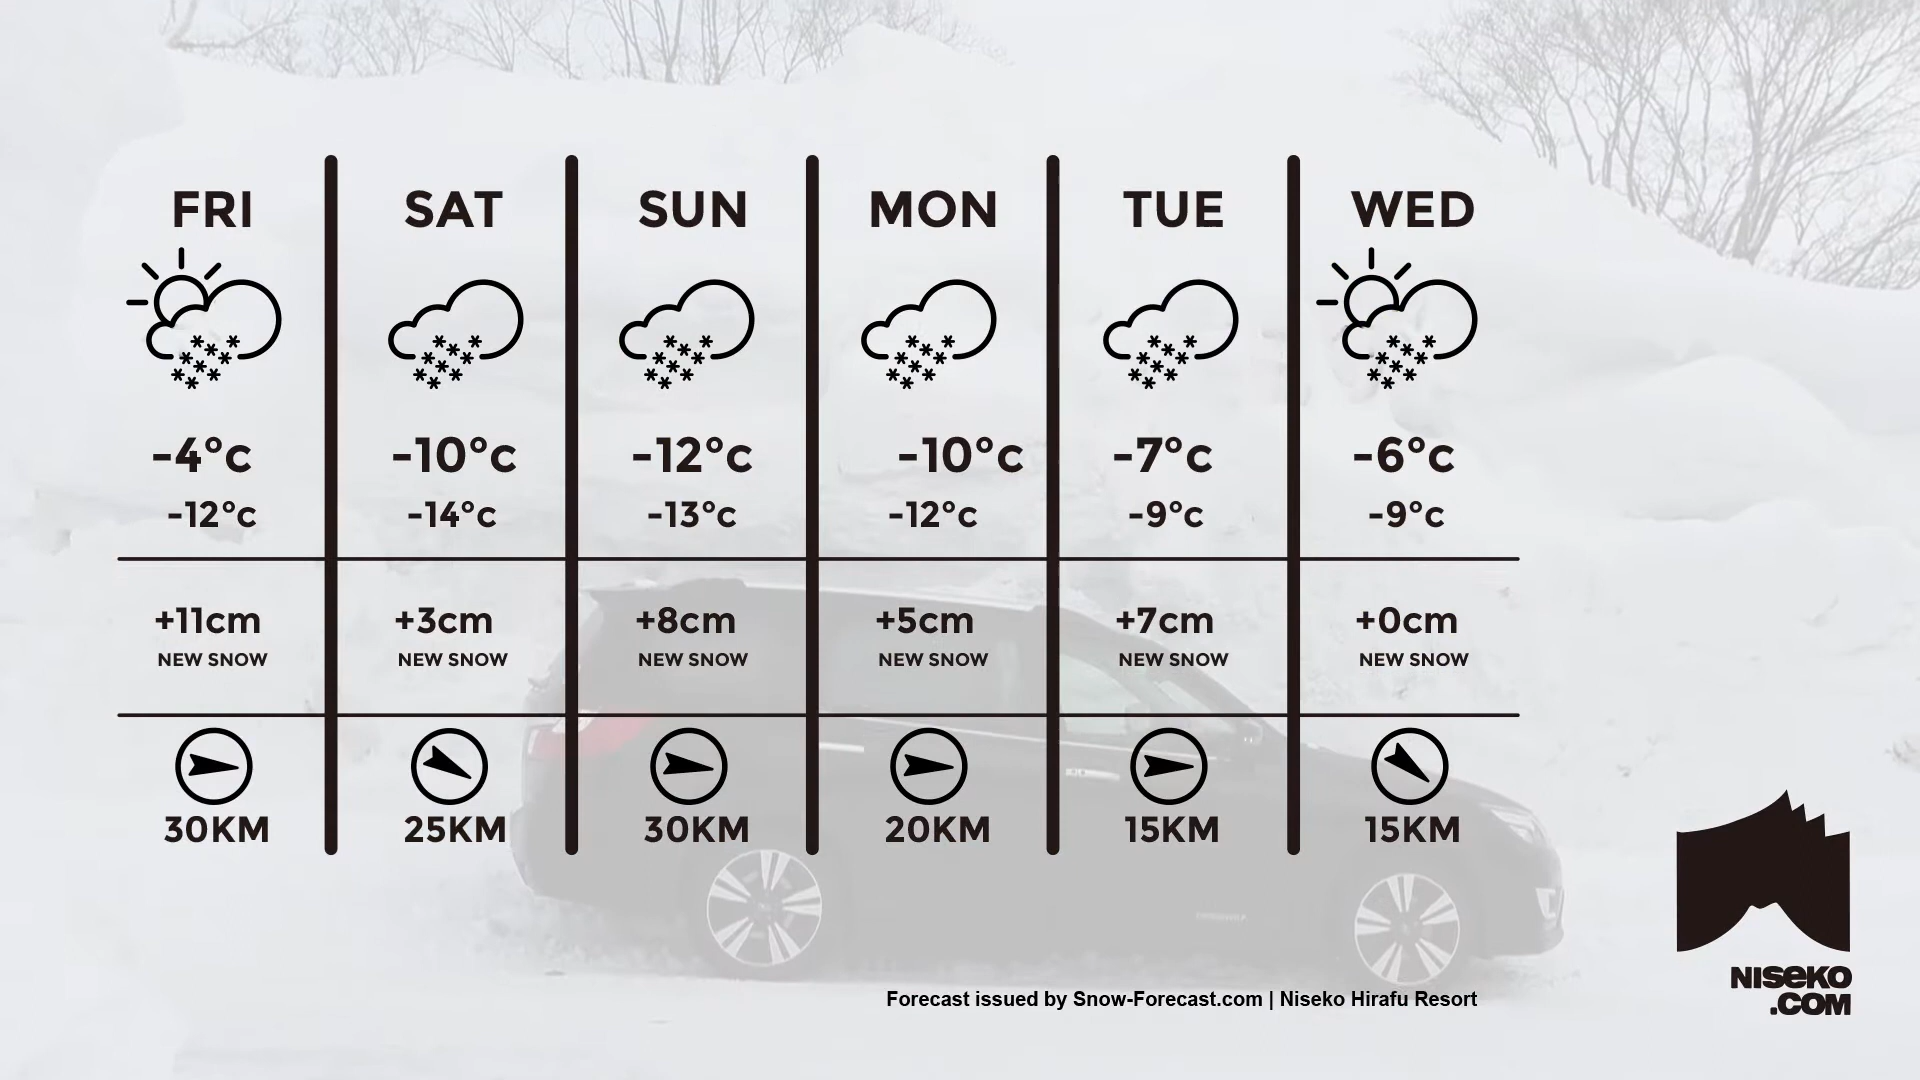 FRI SAT SUN MON TUE WED
-4°c -10°c -12°c -10°c -7°c -6°c
-12°c -14°c -13°c -12°c -9°c -9°c
+11cm +3cm +8cm +5cm +7cm +0cm
NEW SNOW NEW SNOW NEW SNOW NEW SNOW NEW SNOW NEW SNOW
30KM 25KM 30KM 20KM 15KM 15KM
Forecast issued by Snow-Forecast.com | Niseko Hirafu Resort
NISeKO
.COM